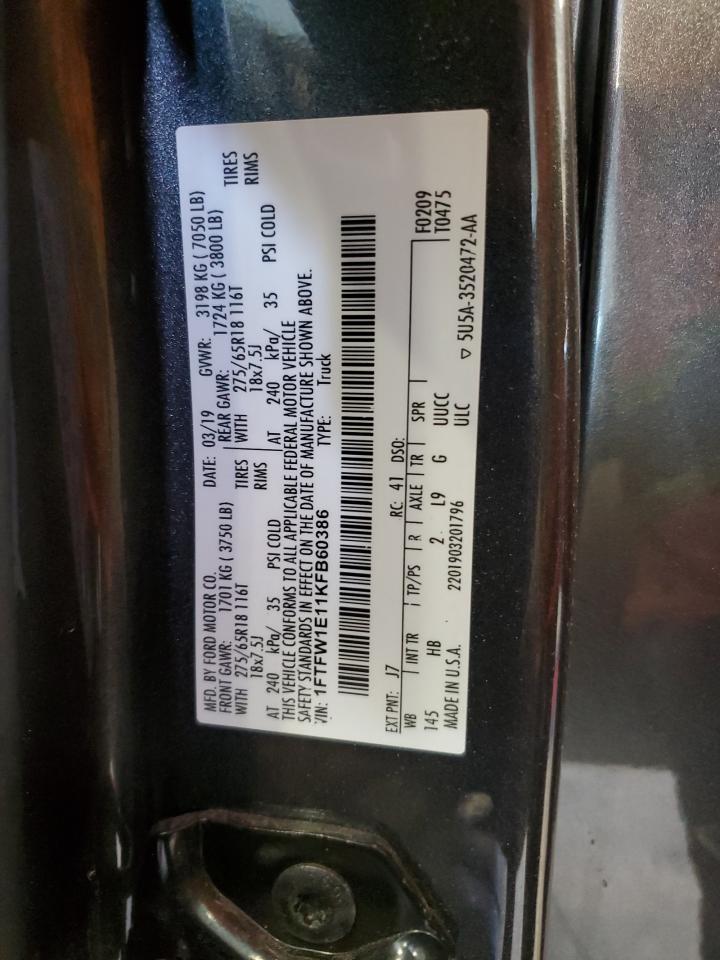 MFD. BY FORD MOTOR CO. DATE: 03/19 GVWR: 3198 KG ( 7050 LB)
FRONT GAWR: 1701 KG ( 3750 LB) REAR GAWR: 1724 KG ( 3800 LB)
WITH 275/65R18 116T TIRES WITH 275/65R18 116T TIRES
18x7.5J RIMS 18x7.5J RIMS
AT 240 kPa/ 35 PSI COLD AT 240 kPa/ 35 PSI COLD
THIS VEHICLE CONFORMS TO ALL APPLICABLE FEDERAL MOTOR VEHICLE
SAFETY STANDARDS IN EFFECT ON THE DATE OF MANUFACTURE SHOWN ABOVE.
VIN: 1FTFW1E11KFB60386 TYPE: Truck
EXT PNT: J7 RC: 41 DSO: F0209
WB INT TR TP/PS R AXLE TR SPR T0475
145 HB 2 L9 G UUCC
MADE IN U.S.A. 2201903201796 ULC ▽ 5U5A-3520472-AA